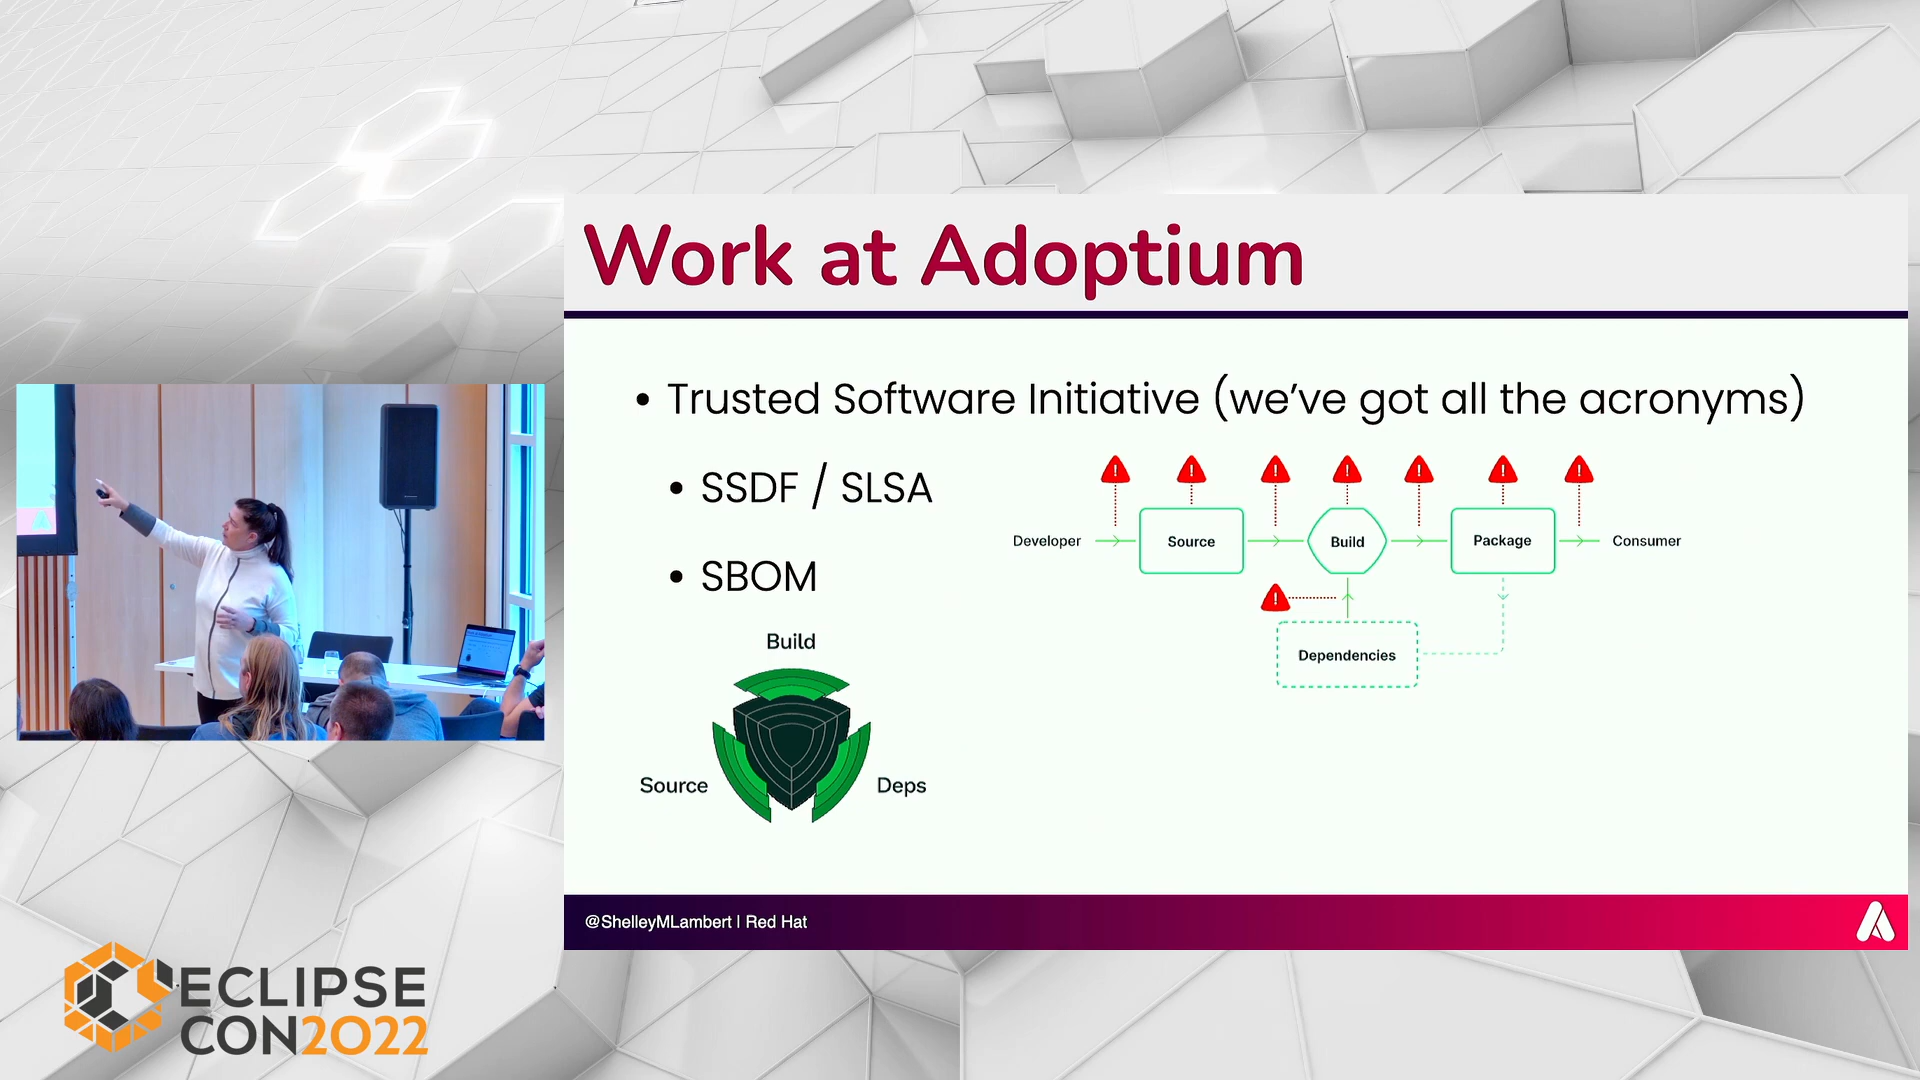 Work at Adoptium
• Trusted Software Initiative (we’ve got all the acronyms)
• SSDF / SLSA
• SBOM
Developer
Source
Build
Package
Consumer
Dependencies
Build
Source
Deps
@ShelleyMLambert | Red Hat
ECLIPSE
CON2022